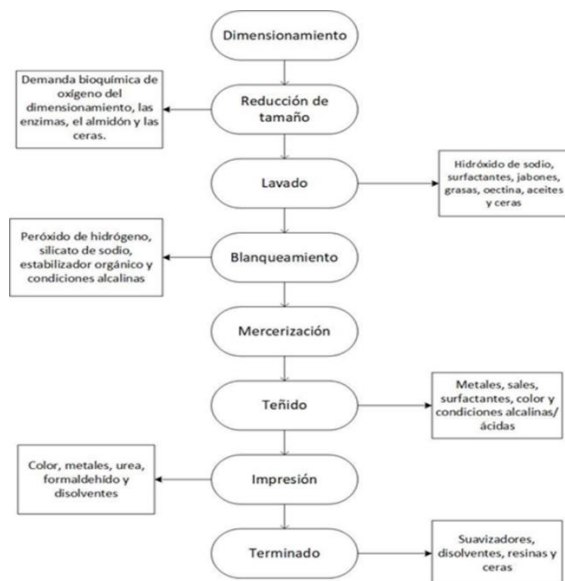 Dimensionamiento
Demanda bioquímica de
oxígeno del
dimensionamiento, las
enzimas, el almidón y las
ceras.
Reducción de
tamaño
Lavado
Hidróxido de sodio,
surfactantes, jabones,
grasas, oectina, aceites
y ceras
Peróxido de hidrógeno,
silicato de sodio,
estabilizador orgánico y
condiciones alcalinas
Blanqueamiento
Mercerización
Teñido
Metales, sales,
surfactantes, color y
condiciones alcalinas/
ácidas
Color, metales, urea,
formaldehído y
disolventes
Impresión
Terminado
Suavizadores,
disolventes, resinas y
ceras